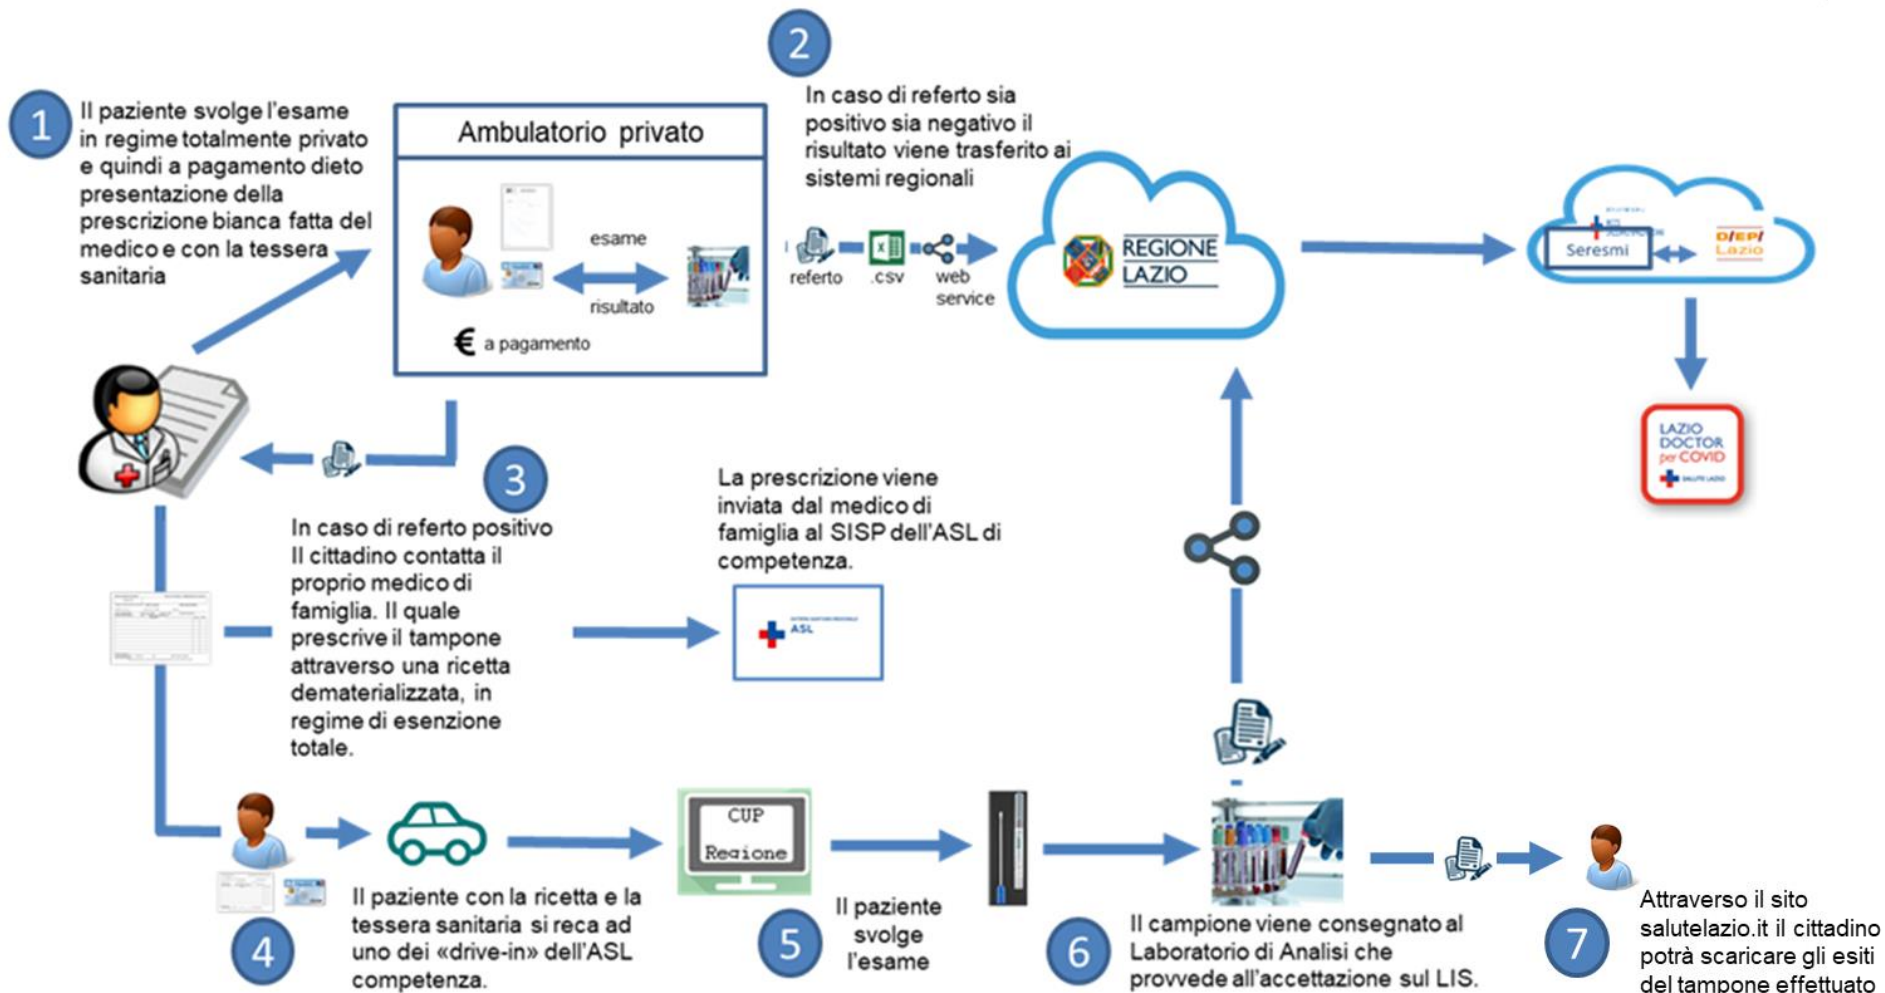 1
Il paziente svolge l'esame
in regime totalmente privato
e quindi a pagamento dieto
presentazione della
prescrizione bianca fatta del
medico e con la tessera
sanitaria
Ambulatorio privato
esame
risultato
€ a pagamento
2
In caso di referto sia
positivo sia negativo il
risultato viene trasferito ai
sistemi regionali
referto
.csv
web
service
REGIONE
LAZIO
Seresmi
D/EP/
Lazio
LAZIO
DOCTOR
per COVID
SALUTE LAZIO
3
In caso di referto positivo
Il cittadino contatta il
proprio medico di
famiglia. Il quale
prescrive il tampone
attraverso una ricetta
dematerializzata, in
regime di esenzione
totale.
La prescrizione viene
inviata dal medico di
famiglia al SISP dell'ASL di
competenza.
ASL
4
Il paziente con la ricetta e la
tessera sanitaria si reca ad
uno dei «drive-in» dell'ASL
competenza.
CUP
Regione
5
Il paziente
svolge
l'esame
6
Il campione viene consegnato al
Laboratorio di Analisi che
provvede all'accettazione sul LIS.
7
Attraverso il sito
salutelazio.it il cittadino
potrà scaricare gli esiti
del tampone effettuato